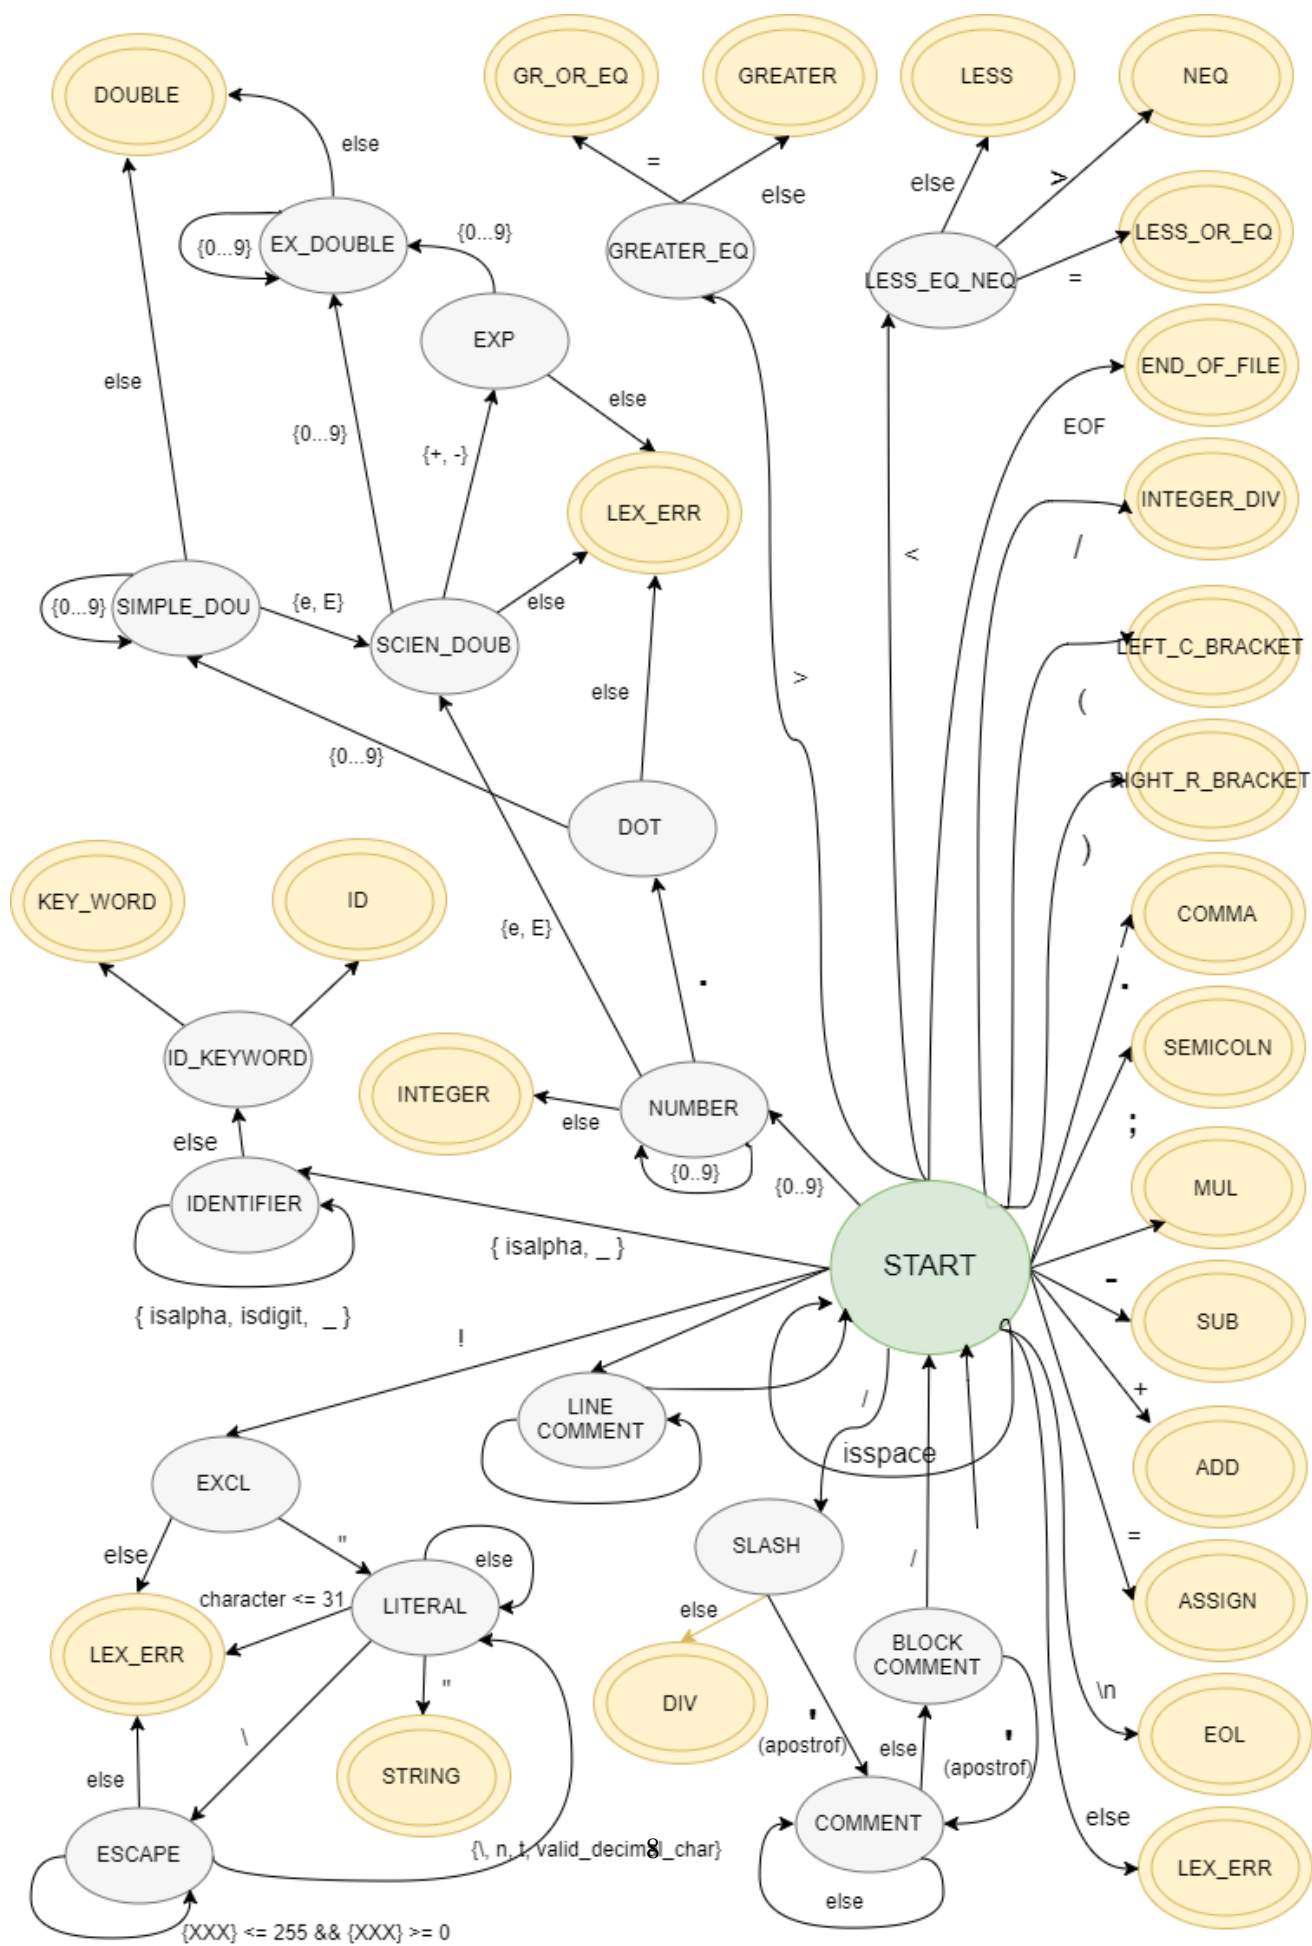 GR_OR_EQ
GREATER
LESS
NEQ
DOUBLE
else
=
else
else
>
LESS_OR_EQ
{0...9}
EX_DOUBLE
{0...9}
GREATER_EQ
LESS_EQ_NEQ
=
EXP
END_OF_FILE
else
else
EOF
{0...9}
{+, -}
INTEGER_DIV
LEX_ERR
/
<
{0...9}
SIMPLE_DOU
{e, E}
else
SCIEN_DOUB
LEFT_C_BRACKET
else
>
(
{0...9}
RIGHT_R_BRACKET
DOT
)
KEY_WORD
ID
COMMA
{e, E}
.
.
ID_KEYWORD
SEMICOLN
INTEGER
NUMBER
else
;
else
{0..9}
{0..9}
MUL
IDENTIFIER
{ isalpha, _ }
START
-
SUB
{ isalpha, isdigit, _ }
!
+
LINE
COMMENT
/
isspace
ADD
EXCL
"
=
else
else
SLASH
/
character <= 31
LITERAL
else
ASSIGN
LEX_ERR
BLOCK
COMMENT
"
\n
DIV
'
(apostrof)
else
'
(apostrof)
EOL
\
STRING
else
else
COMMENT
ESCAPE
{\, n, t, valid_decimal_char}
8
LEX_ERR
else
{XXX} <= 255 && {XXX} >= 0